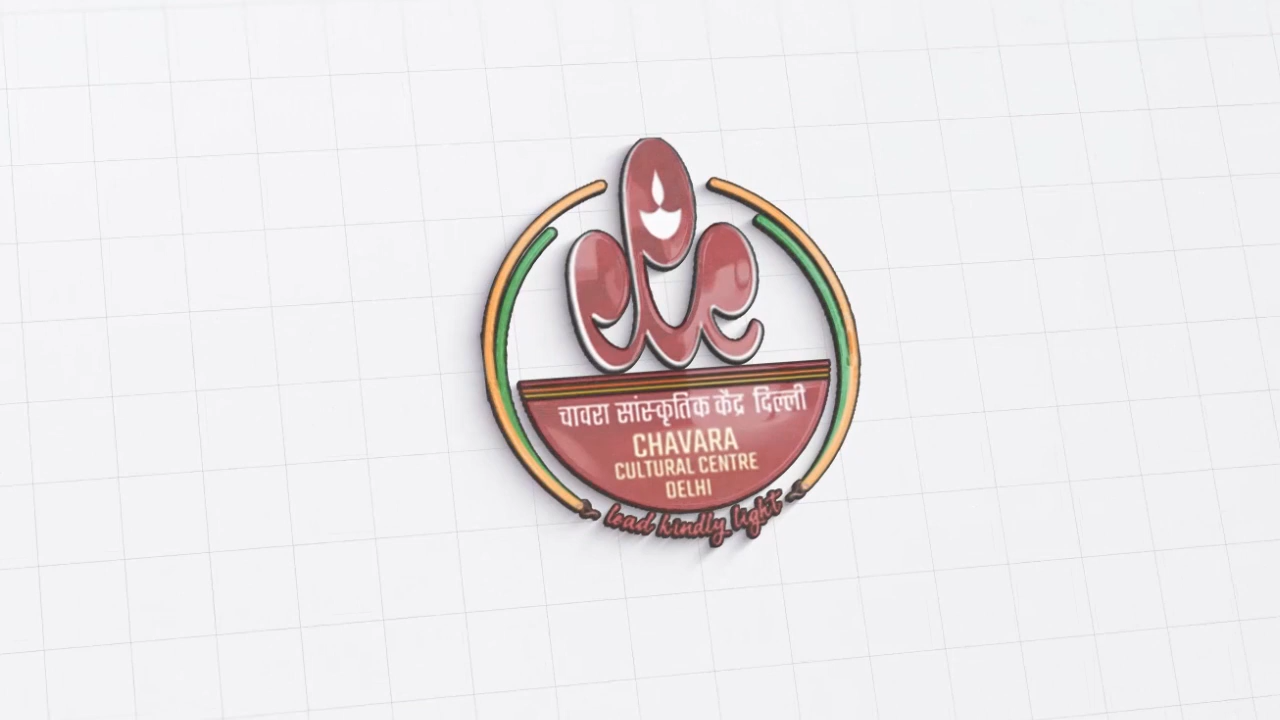 चावरा सांस्कृतिक केंद्र दिल्ली
CHAVARA
CULTURAL CENTRE
DELHI
lead kindly light